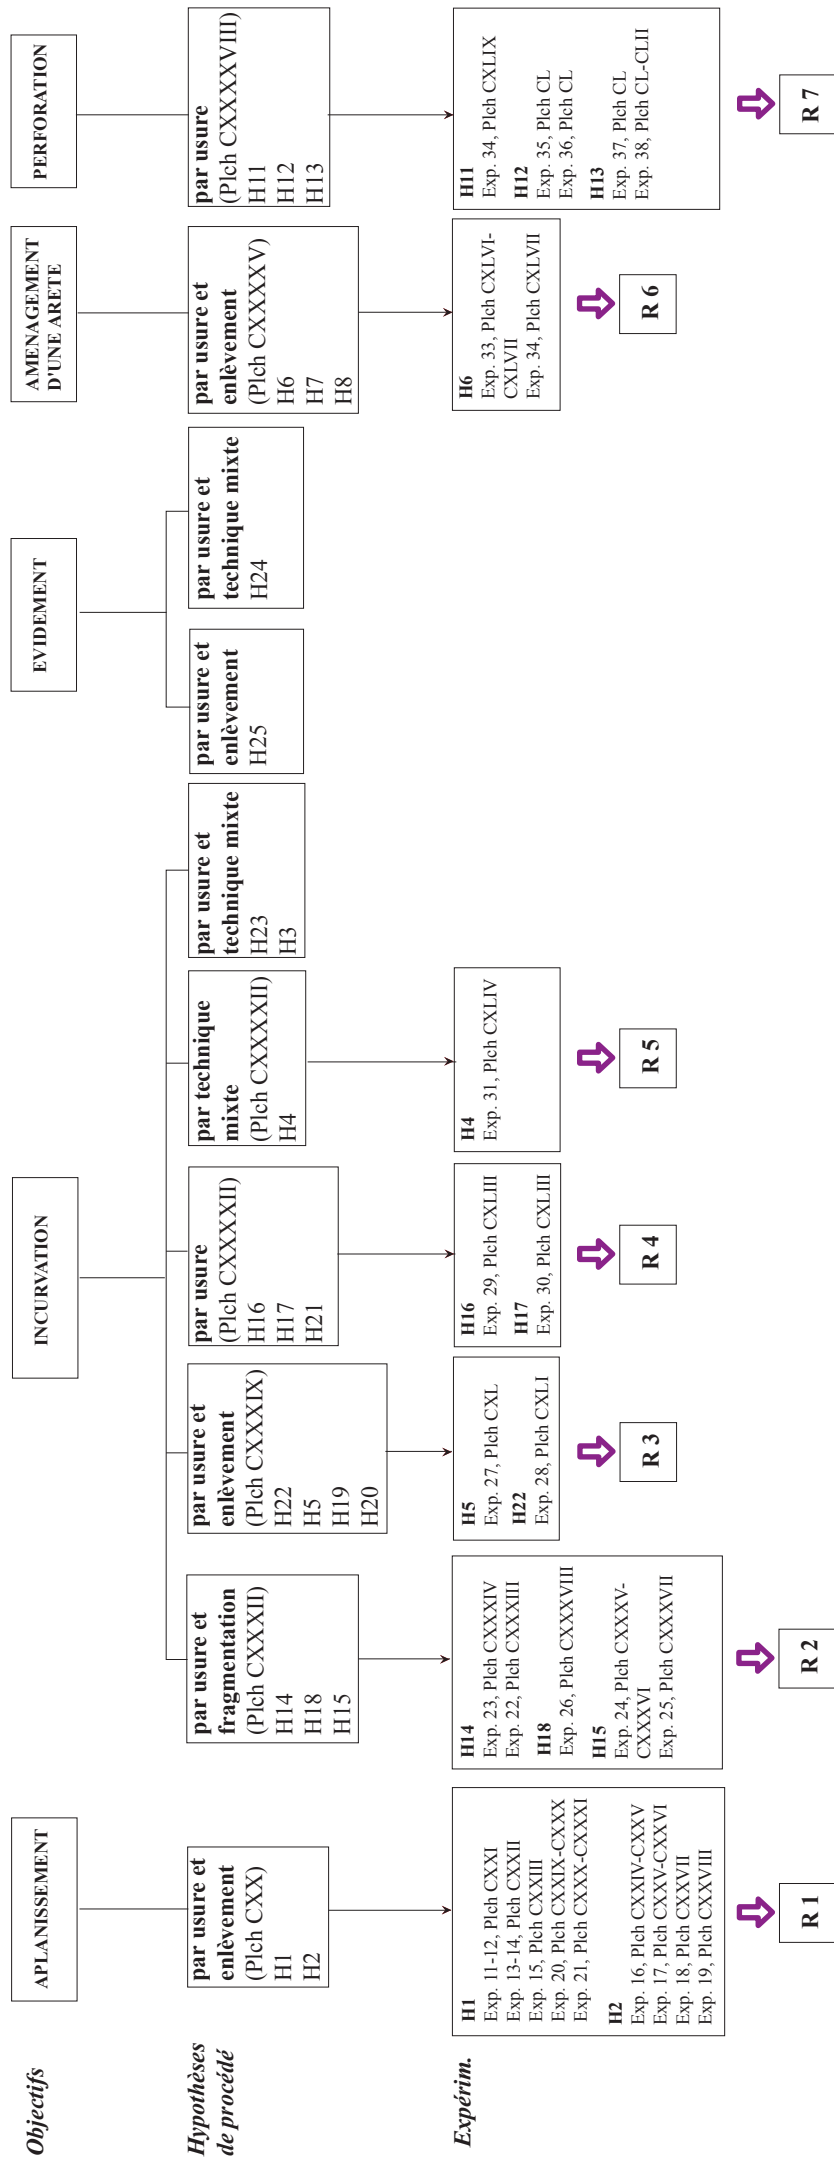 Objectifs
APLANISSEMENT
INCURVATION
EVIDEMENT
AMENAGEMENT
D'UNE ARETE
PERFORATION
Hypothèses
de procédé
par usure et
enlèvement
(Plch CXX)
H1
H2
par usure et
fragmentation
(Plch CXXXII)
H14
H18
H15
par usure et
enlèvement
(Plch CXXXIX)
H22
H5
H19
H20
par usure
(Plch CXXXXII)
H16
H17
H21
par technique
mixte
(Plch CXXXXII)
H4
par usure et
technique mixte
H23
H3
par usure et
enlèvement
H25
par usure et
technique mixte
H24
par usure et
enlèvement
(Plch CXXXXV)
H6
H7
H8
par usure
(Plch CXXXXVIII)
H11
H12
H13
Expérim.
H1
Exp. 11-12, Plch CXXI
Exp. 13-14, Plch CXXII
Exp. 15, Plch CXXIII
Exp. 20, Plch CXXIX-CXXX
Exp. 21, Plch CXXX-CXXXI
H2
Exp. 16, Plch CXXIV-CXXV
Exp. 17, Plch CXXV-CXXVI
Exp. 18, Plch CXXVII
Exp. 19, Plch CXXVIII
H14
Exp. 23, Plch CXXXIV
Exp. 22, Plch CXXXIII
H18
Exp. 26, Plch CXXXVIII
H15
Exp. 24, Plch CXXXV-
CXXXVI
Exp. 25, Plch CXXXVII
H5
Exp. 27, Plch CXL
H22
Exp. 28, Plch CXLI
H16
Exp. 29, Plch CXLIII
H17
Exp. 30, Plch CXLIII
H4
Exp. 31, Plch CXLIV
H6
Exp. 33, Plch CXLVI-
CXLVII
Exp. 34, Plch CXLVII
H11
Exp. 34, Plch CXLIX
H12
Exp. 35, Plch CL
Exp. 36, Plch CL
H13
Exp. 37, Plch CL
Exp. 38, Plch CL-CLII
R 1
R 2
R 3
R 4
R 5
R 6
R 7